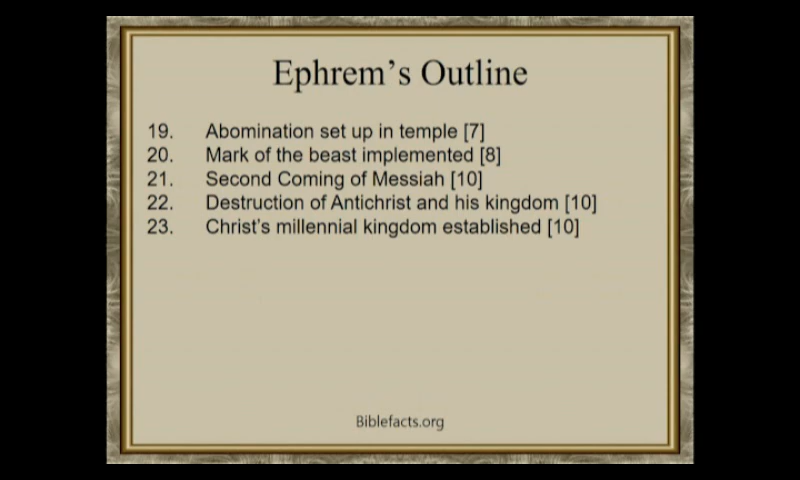 Ephrem’s Outline
19. Abomination set up in temple [7]
20. Mark of the beast implemented [8]
21. Second Coming of Messiah [10]
22. Destruction of Antichrist and his kingdom [10]
23. Christ’s millennial kingdom established [10]
Biblefacts.org